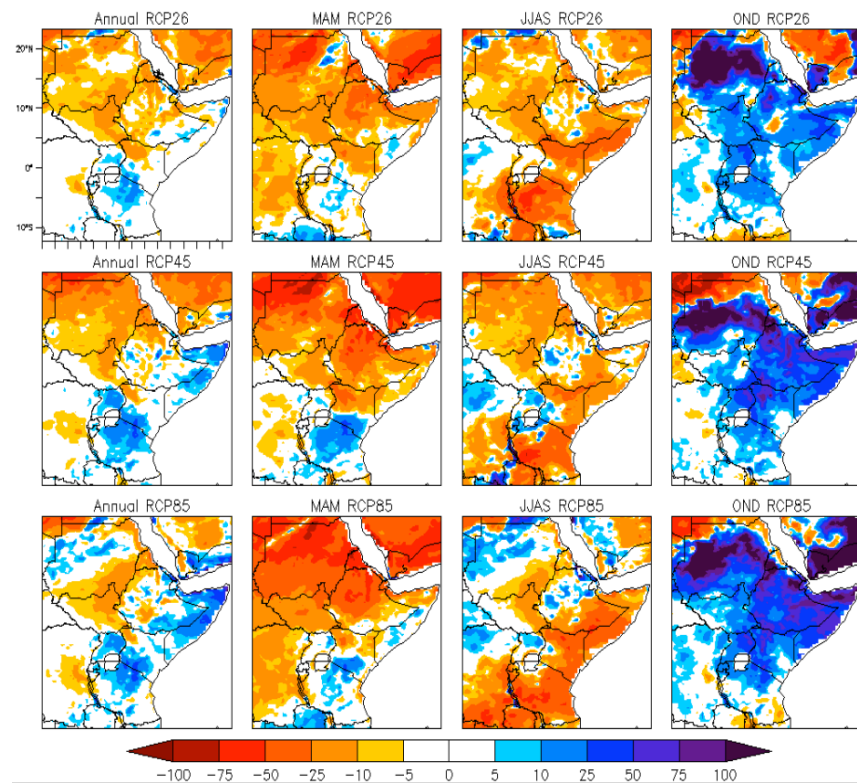 Annual RCP26 MAM RCP26 JJAS RCP26 OND RCP26
20°N
10°N
0°
10°S
Annual RCP45 MAM RCP45 JJAS RCP45 OND RCP45
Annual RCP85 MAM RCP85 JJAS RCP85 OND RCP85
-100 -75 -50 -25 -10 -5 0 5 10 25 50 75 100